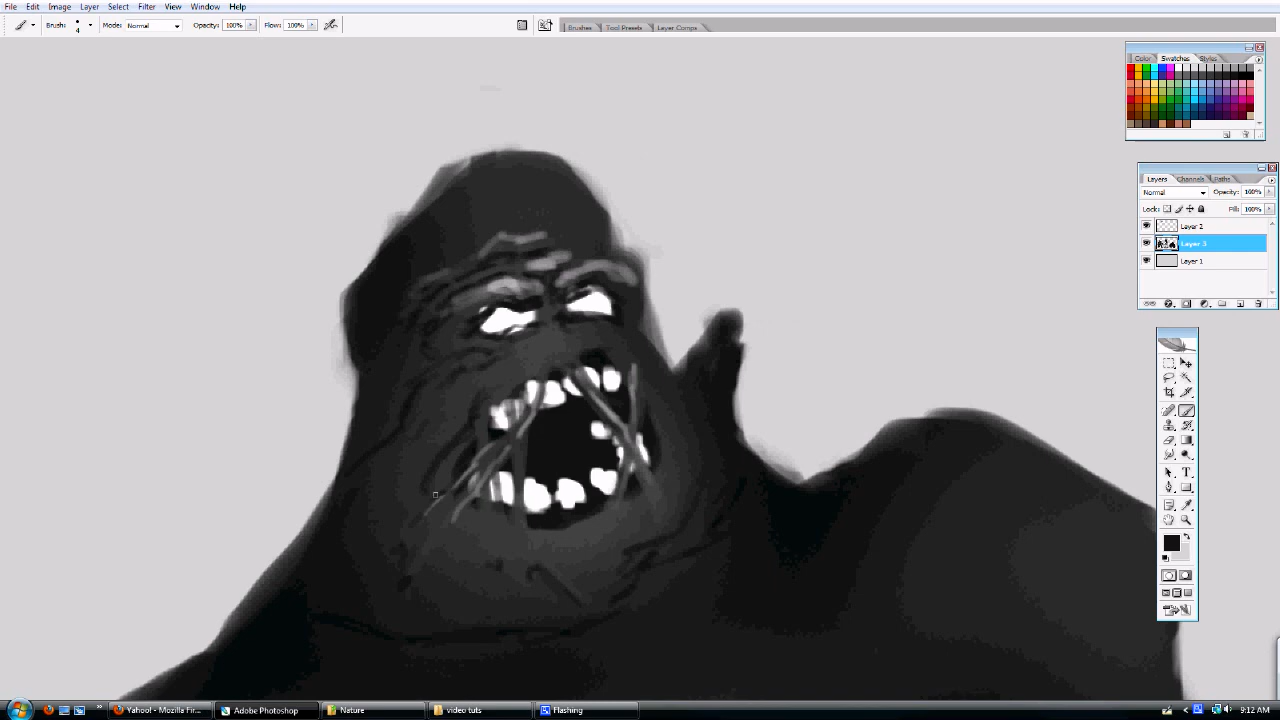 File Edit Image Layer Select Filter View Window Help
Brush: 4 Mode: Normal Opacity: 100% Flow: 100%
Brushes Tool Presets Layer Comps
Color Swatches Styles
Layers Channels Paths
Normal Opacity: 100%
Lock: Fill: 100%
Layer 2
Layer 3
Layer 1
Yahoo! - Mozilla Fir...
Adobe Photoshop
Nature
video tuts
Flashing
9:12 AM